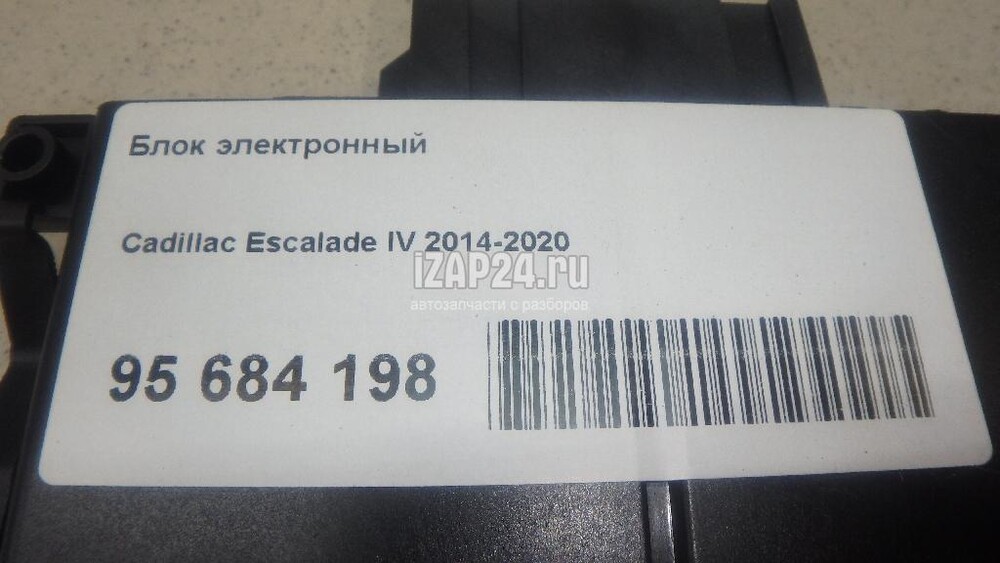 Блок электронный
Cadillac Escalade IV 2014-2020
iZAP24.ru
автозапчасти с разборов
95 684 198